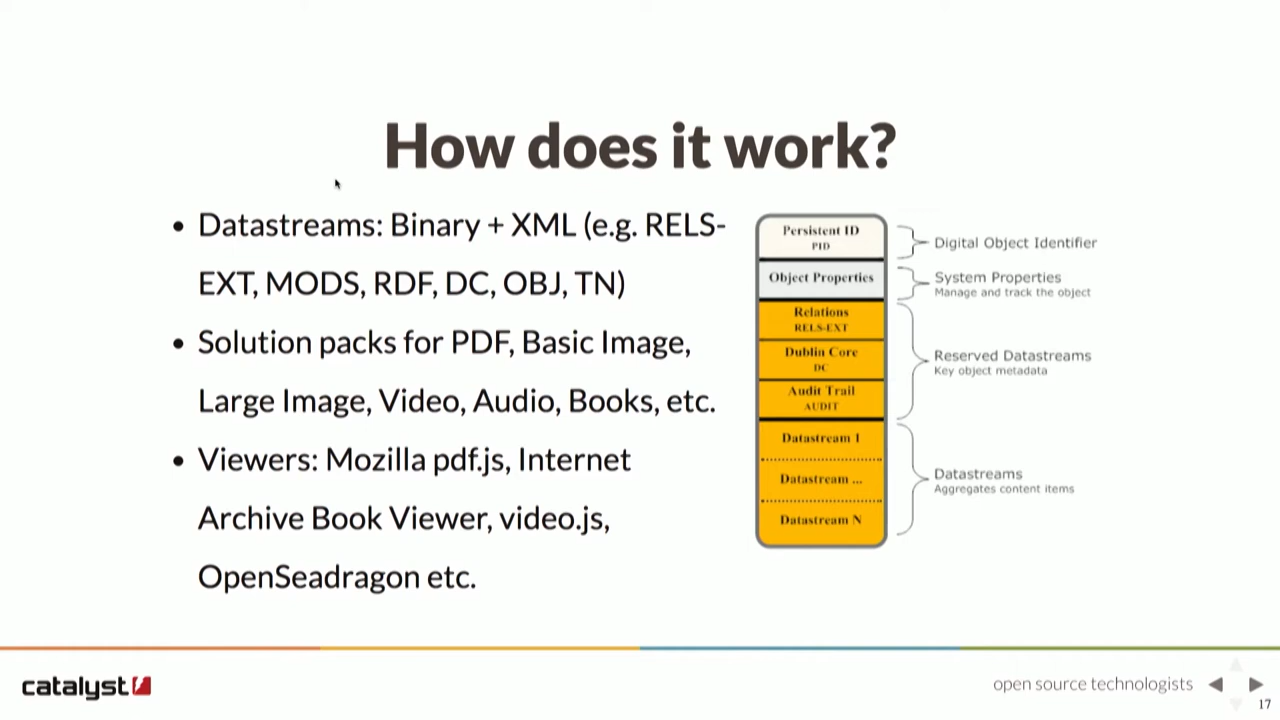 How does it work?
• Datastreams: Binary + XML (e.g. RELS-
EXT, MODS, RDF, DC, OBJ, TN)
• Solution packs for PDF, Basic Image,
Large Image, Video, Audio, Books, etc.
• Viewers: Mozilla pdf.js, Internet
Archive Book Viewer, video.js,
OpenSeadragon etc.
Persistent ID
PID
Digital Object Identifier
Object Properties
System Properties
Manage and track the object
Relations
RELS-EXT
Dublin Core
DC
Audit Trail
AUDIT
Reserved Datastreams
Key object metadata
Datastream 1
Datastream ...
Datastream N
Datastreams
Aggregates content items
catalyst
open source technologists
17